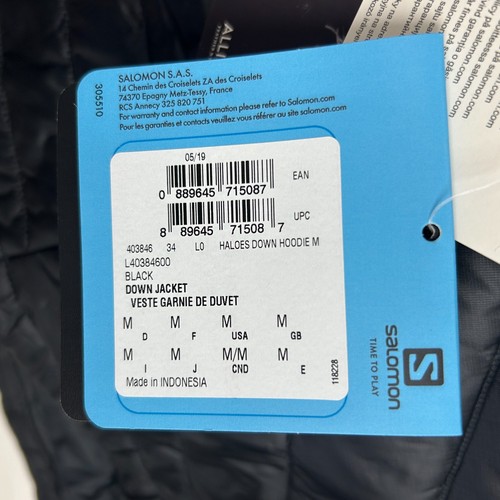 SALOMON S.A.S.
14 Chemin des Croiselets ZA des Croiselets
74370 Epagny Metz-Tessy, France
RCS Annecy 325 820 751
For warranty and contact information please refer to Salomon.com
Pour les garanties et contacts veuillez vous référer au site salomon.com
305510
05/19
EAN
0 889645 715087
UPC
8 89645 71508 7
403846 34 L0 HALOES DOWN HOODIE M
L40384600
BLACK
DOWN JACKET
VESTE GARNIE DE DUVET
M D M F M USA M GB
M I M J M/M CND M E
Made in INDONESIA
118228
salomon
TIME TO PLAY
S
ALLI